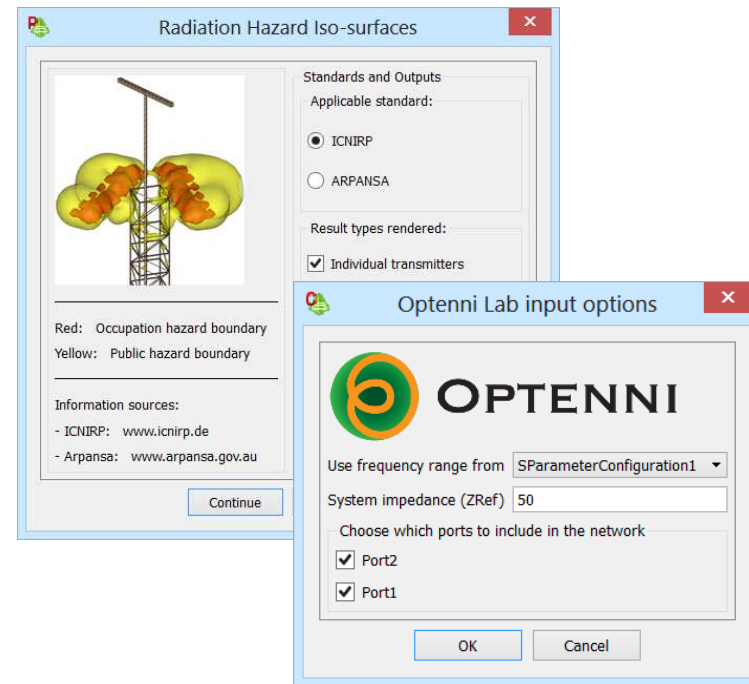 Radiation Hazard Iso-surfaces
Standards and Outputs
Applicable standard:
ICNIRP
ARPANSA
Result types rendered:
Individual transmitters
Red: Occupation hazard boundary
Yellow: Public hazard boundary
Information sources:
- ICNIRP: www.icnirp.de
- Arpansa: www.arpansa.gov.au
Continue
Optenni Lab input options
OPTENNI
Use frequency range from SParameterConfiguration1
System impedance (ZRef) 50
Choose which ports to include in the network
Port2
Port1
OK Cancel